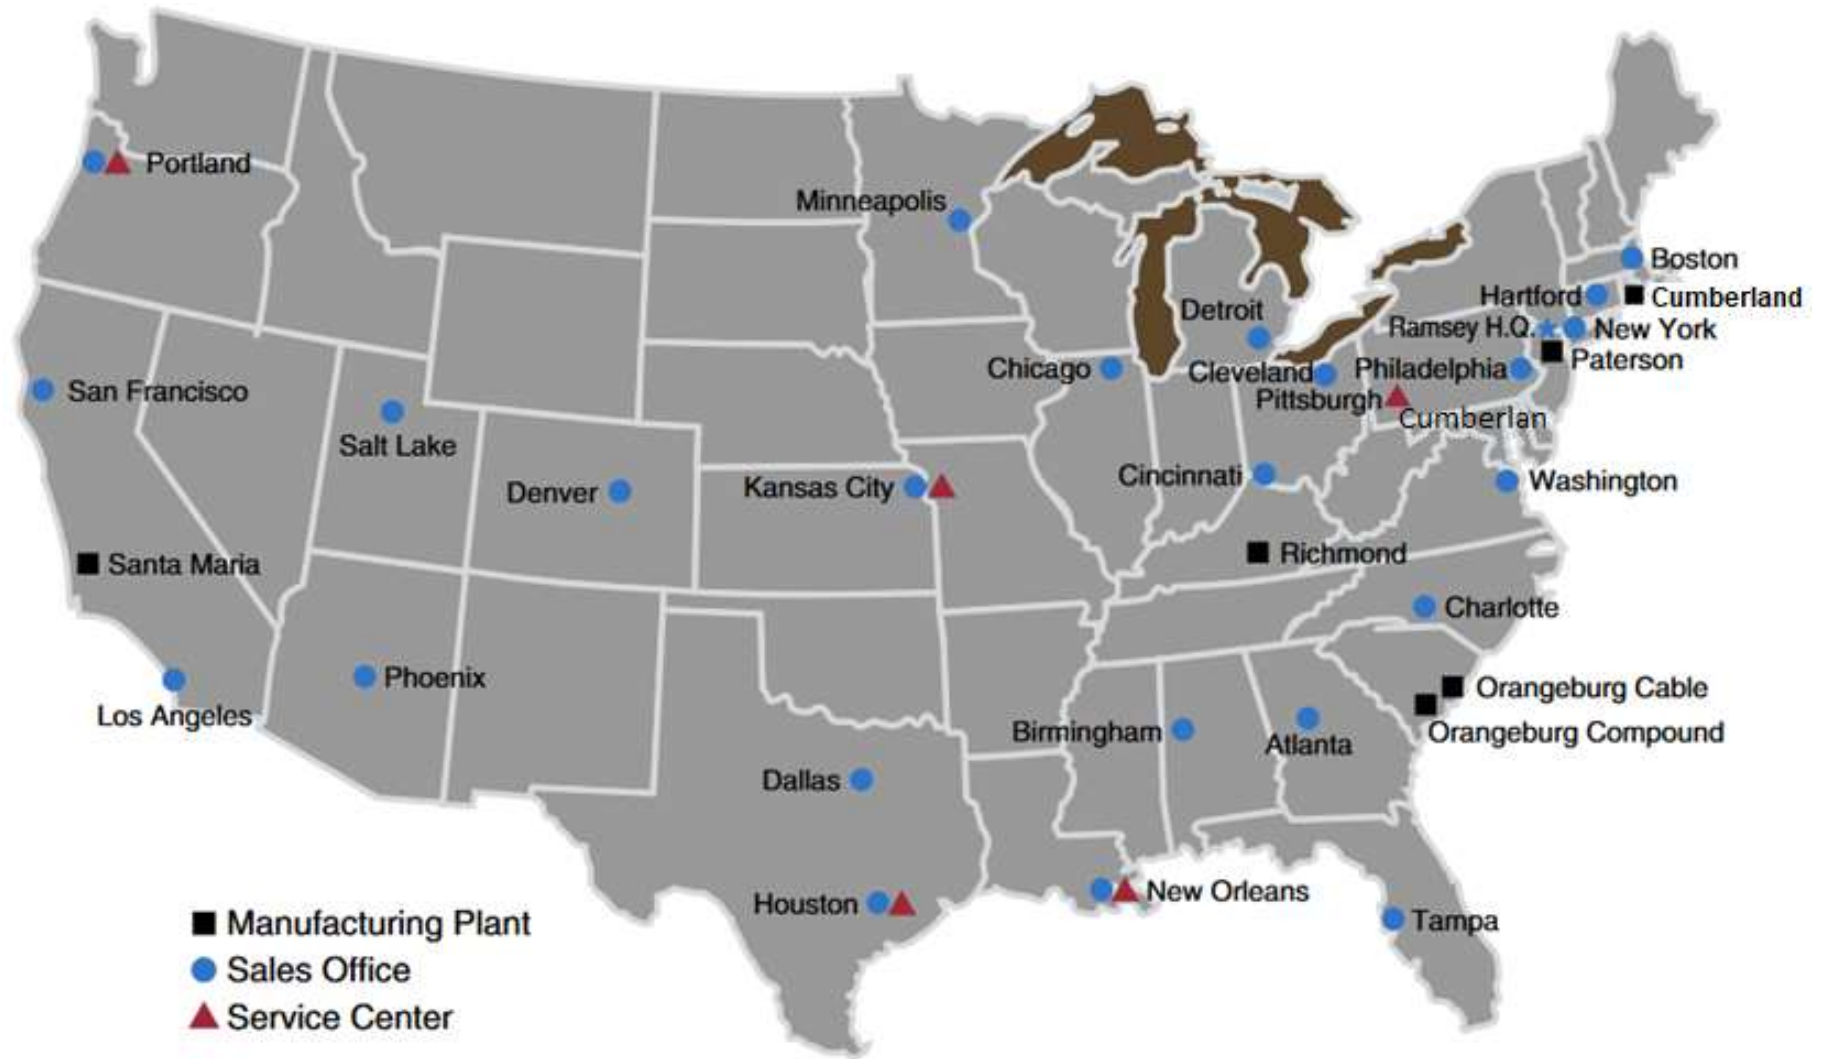 Portland
Minneapolis
Boston
Hartford
Cumberland
Detroit
Ramsey H.Q.
New York
Paterson
Chicago
Cleveland
Philadelphia
San Francisco
Pittsburgh
Cumberlan
Salt Lake
Cincinnati
Washington
Denver
Kansas City
Richmond
Santa Maria
Charlotte
Phoenix
Orangeburg Cable
Los Angeles
Birmingham
Orangeburg Compound
Atlanta
Dallas
New Orleans
Houston
Tampa
Manufacturing Plant
Sales Office
Service Center